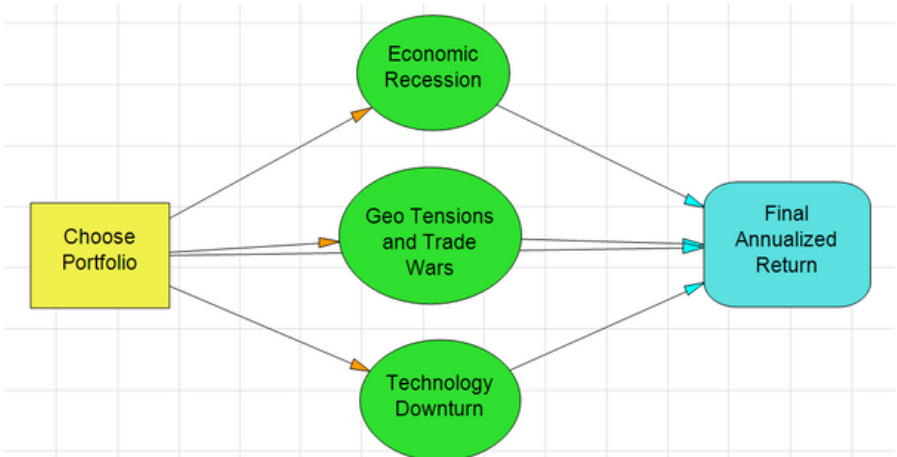 Economic
Recession
Choose
Portfolio
Geo Tensions
and Trade
Wars
Final
Annualized
Return
Technology
Downturn